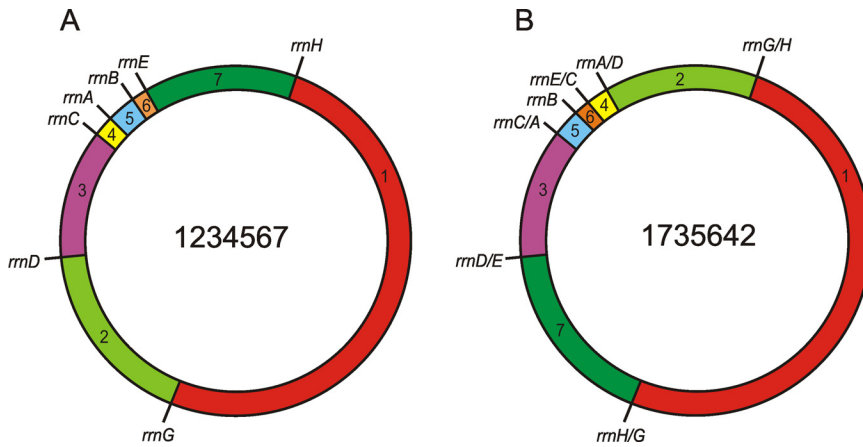 A
rrnH
rrnE
rrnB
rrnA
rrnC
rrnD
rrnG
7
6
5
4
3
2
1
1234567
B
rrnG/H
rrnA/D
rrnE/C
rrnB
rrnC/A
rrnD/E
rrnH/G
2
4
6
5
3
7
1
1735642